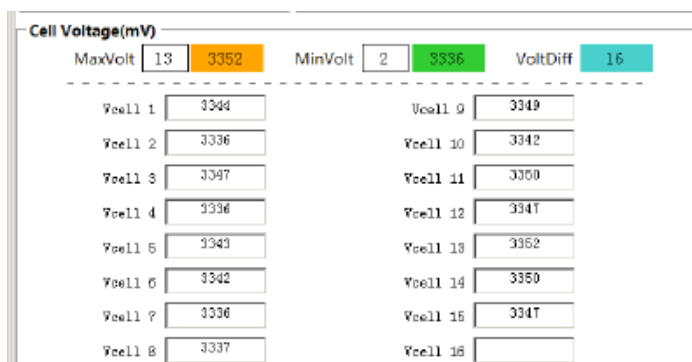 Cell Voltage(mV)
MaxVolt 13 3352 MinVolt 2 3336 VoltDiff 16
Vcell 1 3344 Vcell 9 3349
Vcell 2 3336 Vcell 10 3342
Vcell 3 3347 Vcell 11 3350
Vcell 4 3336 Vcell 12 3347
Vcell 5 3343 Vcell 13 3352
Vcell 6 3342 Vcell 14 3350
Vcell 7 3336 Vcell 15 3347
Vcell 8 3337 Vcell 16